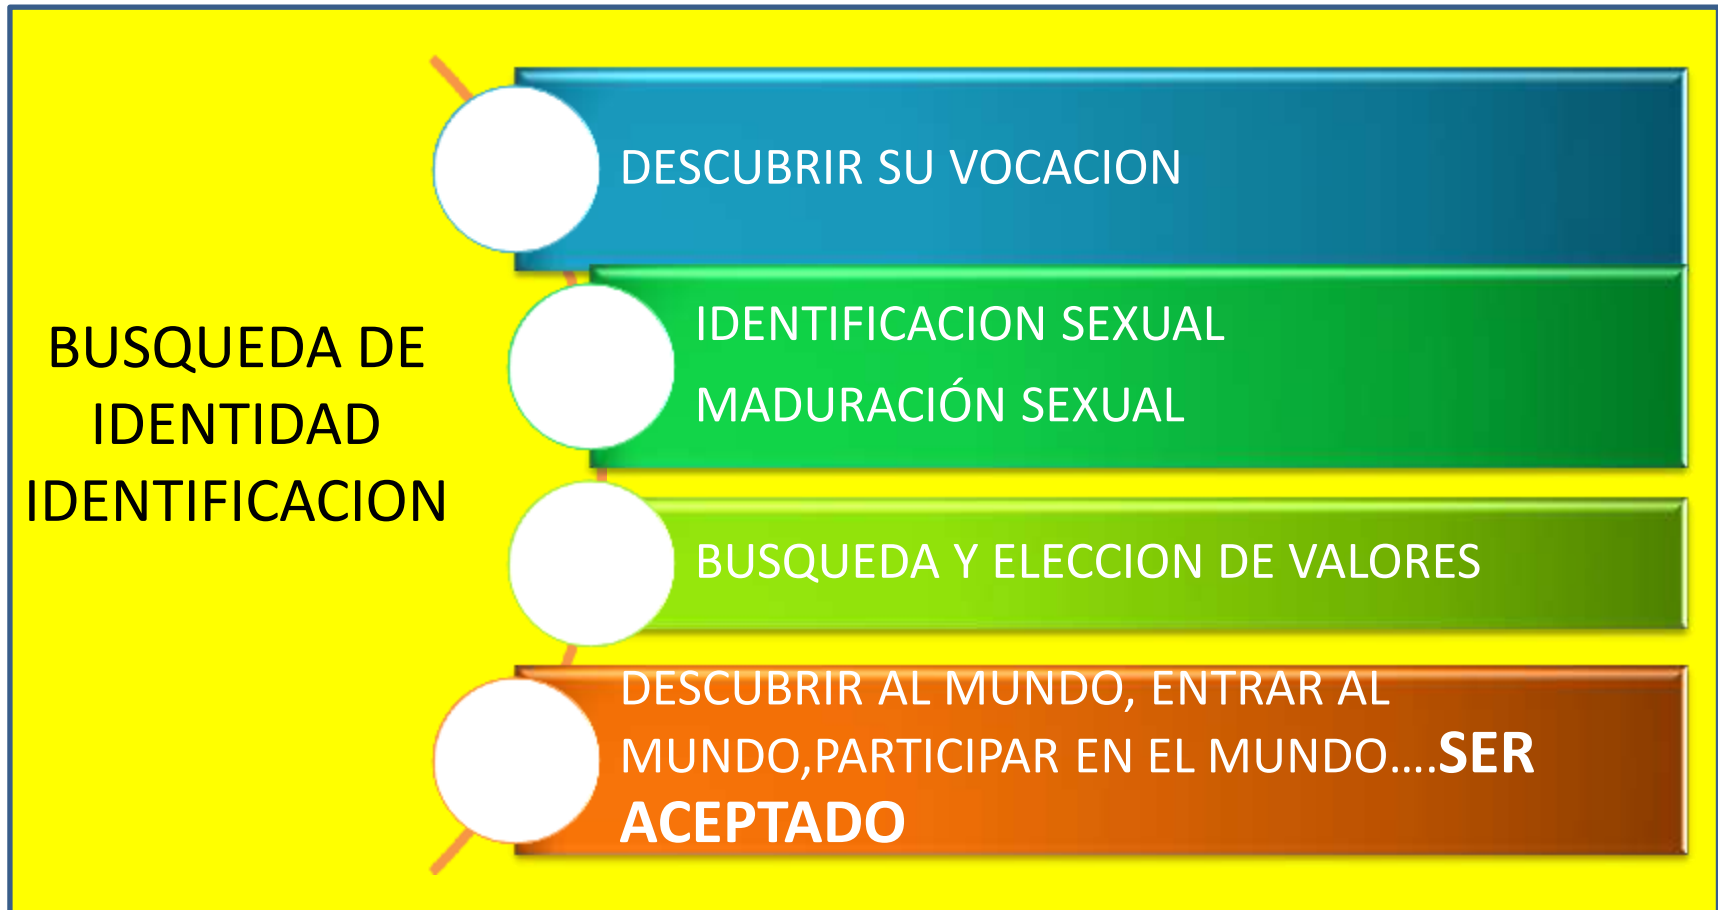 BUSQUEDA DE
IDENTIDAD
IDENTIFICACION
DESCUBRIR SU VOCACION
IDENTIFICACION SEXUAL
MADURACIÓN SEXUAL
BUSQUEDA Y ELECCION DE VALORES
DESCUBRIR AL MUNDO, ENTRAR AL
MUNDO,PARTICIPAR EN EL MUNDO....SER
ACEPTADO